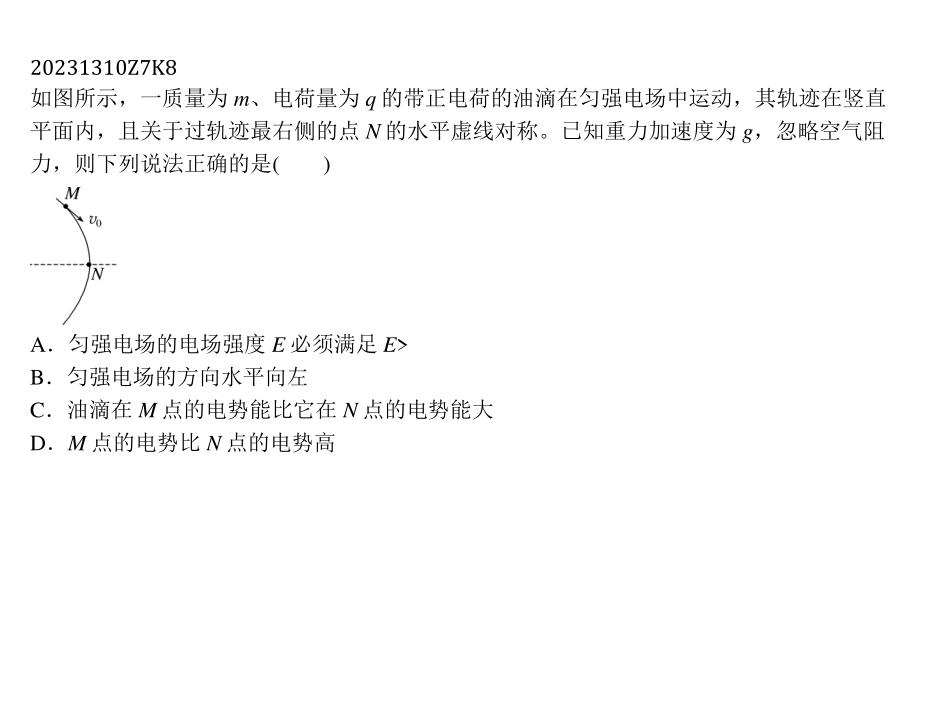 20231310Z7K8
如图所示，一质量为 m、电荷量为 q 的带正电荷的油滴在匀强电场中运动，其轨迹在竖直
平面内，且关于过轨迹最右侧的点 N 的水平虚线对称。已知重力加速度为 g，忽略空气阻
力，则下列说法正确的是(　　)
M
v₀
N
A．匀强电场的电场强度 E 必须满足 E>
B．匀强电场的方向水平向左
C．油滴在 M 点的电势能比它在 N 点的电势能大
D．M 点的电势比 N 点的电势高